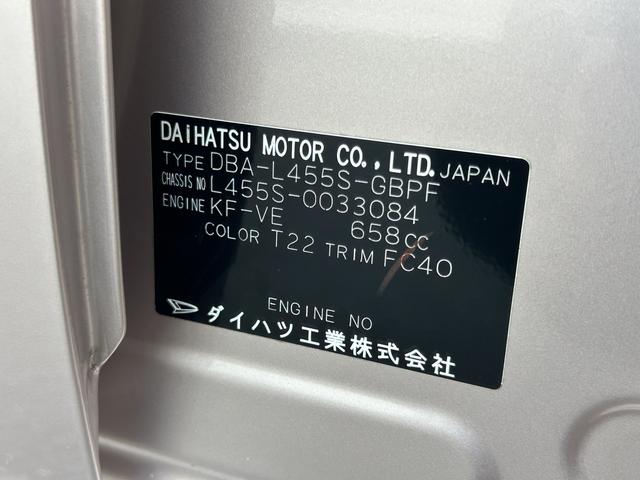 DAIHATSU MOTOR CO., LTD. JAPAN
TYPE DBA-L455S-GBPF
CHASSIS NO L455S-0033084
ENGINE KF-VE 658cc
COLOR T22 TRIM FC40
ENGINE NO
ダイハツ工業株式会社